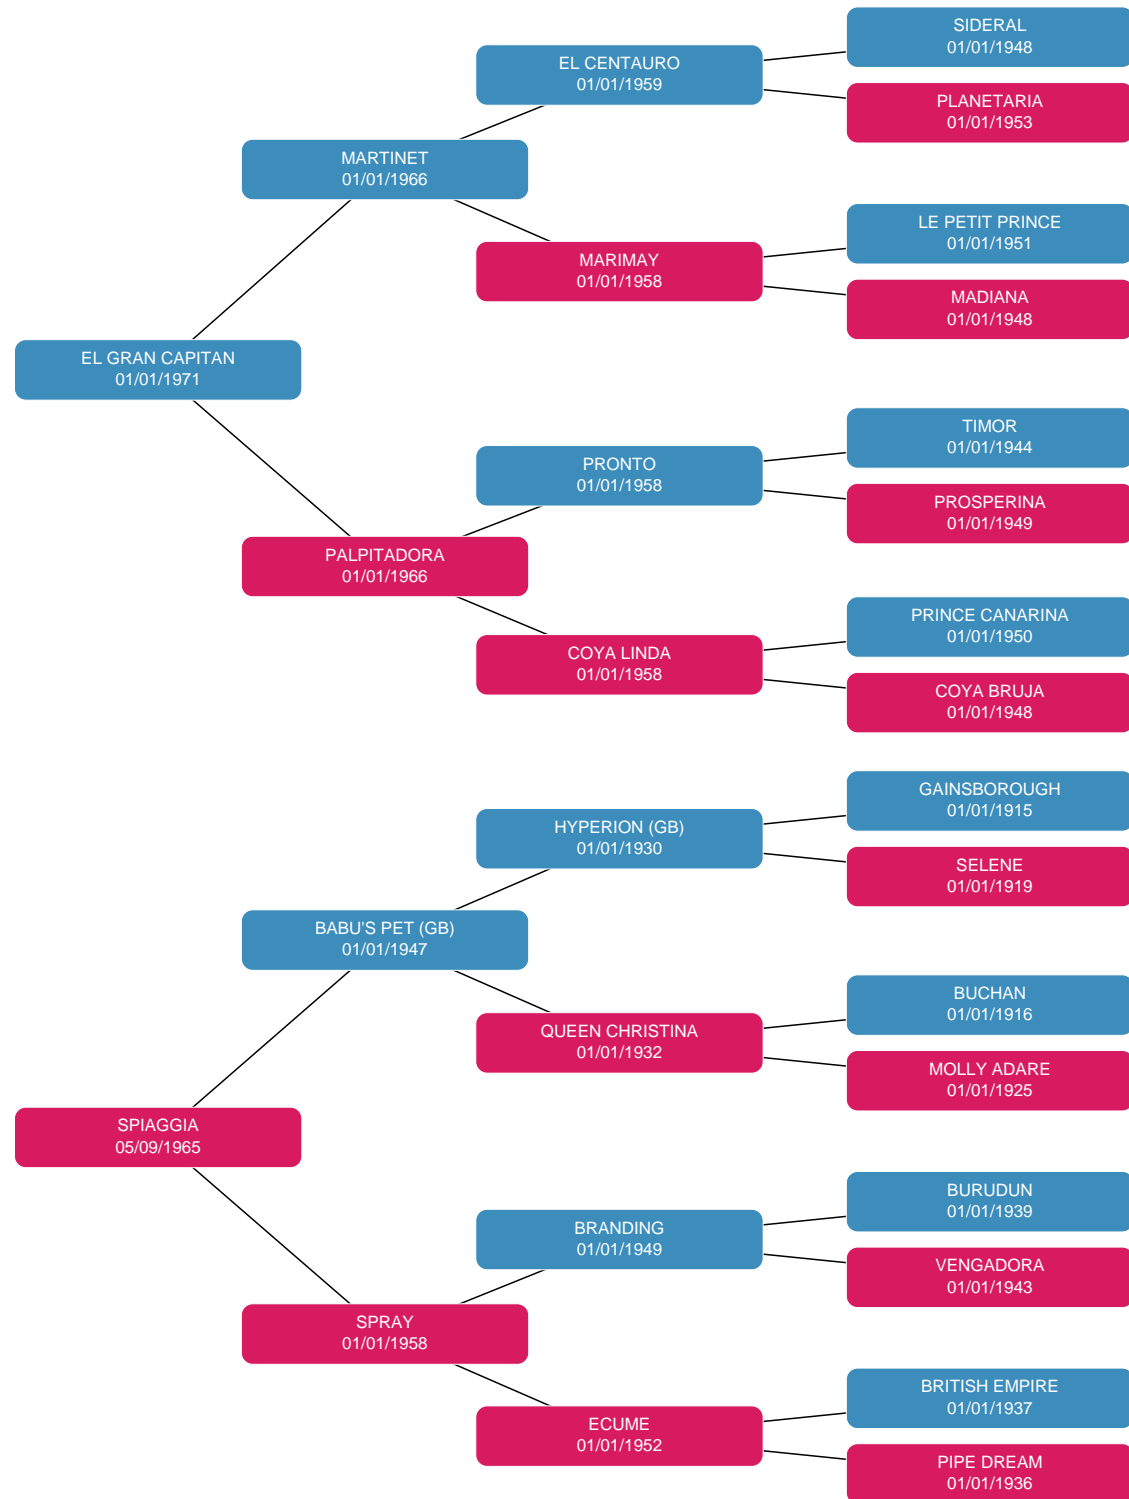 SIDERAL
01/01/1948
EL CENTAURO
01/01/1959
PLANETARIA
01/01/1953
MARTINET
01/01/1966
LE PETIT PRINCE
01/01/1951
MARIMAY
01/01/1958
MADIANA
01/01/1948
EL GRAN CAPITAN
01/01/1971
TIMOR
01/01/1944
PRONTO
01/01/1958
PROSPERINA
01/01/1949
PALPITADORA
01/01/1966
PRINCE CANARINA
01/01/1950
COYA LINDA
01/01/1958
COYA BRUJA
01/01/1948
GAINSBOROUGH
01/01/1915
HYPERION (GB)
01/01/1930
SELENE
01/01/1919
BABU'S PET (GB)
01/01/1947
BUCHAN
01/01/1916
QUEEN CHRISTINA
01/01/1932
MOLLY ADARE
01/01/1925
SPIAGGIA
05/09/1965
BURUDUN
01/01/1939
BRANDING
01/01/1949
VENGADORA
01/01/1943
SPRAY
01/01/1958
BRITISH EMPIRE
01/01/1937
ECUME
01/01/1952
PIPE DREAM
01/01/1936